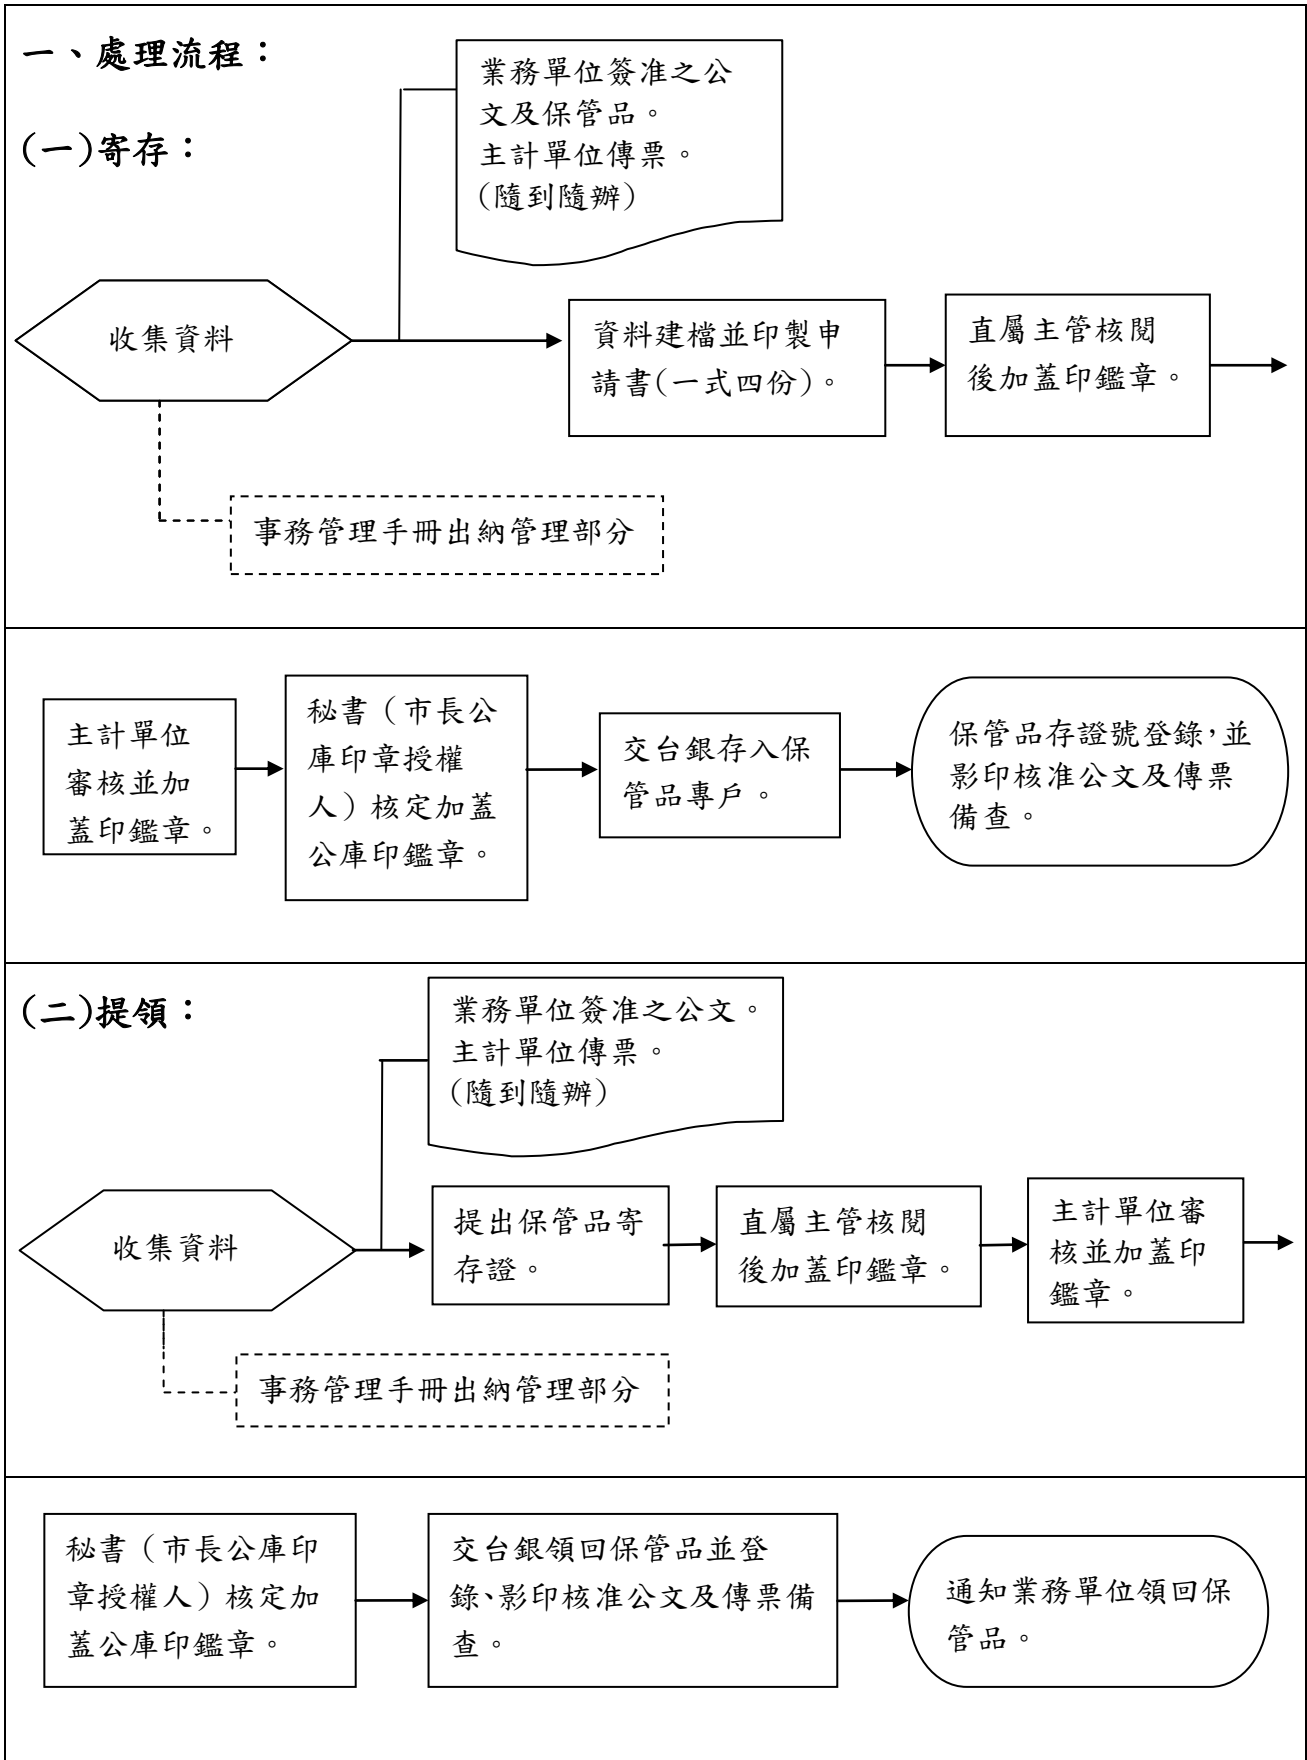 一、處理流程：
業務單位簽准之公
文及保管品。
主計單位傳票。
(隨到隨辦)
(一)寄存：
收集資料
資料建檔並印製申
請書(一式四份)。
直屬主管核閱
後加蓋印鑑章。
事務管理手冊出納管理部分
主計單位
審核並加
蓋印鑑章。
秘書（市長公
庫印章授權
人）核定加蓋
公庫印鑑章。
交台銀存入保
管品專戶。
保管品存證號登錄，並
影印核准公文及傳票
備查。
(二)提領：
業務單位簽准之公文。
主計單位傳票。
(隨到隨辦)
收集資料
提出保管品寄
存證。
直屬主管核閱
後加蓋印鑑章。
主計單位審
核並加蓋印
鑑章。
事務管理手冊出納管理部分
秘書（市長公庫印
章授權人）核定加
蓋公庫印鑑章。
交台銀領回保管品並登
錄、影印核准公文及傳票備
查。
通知業務單位領回保
管品。